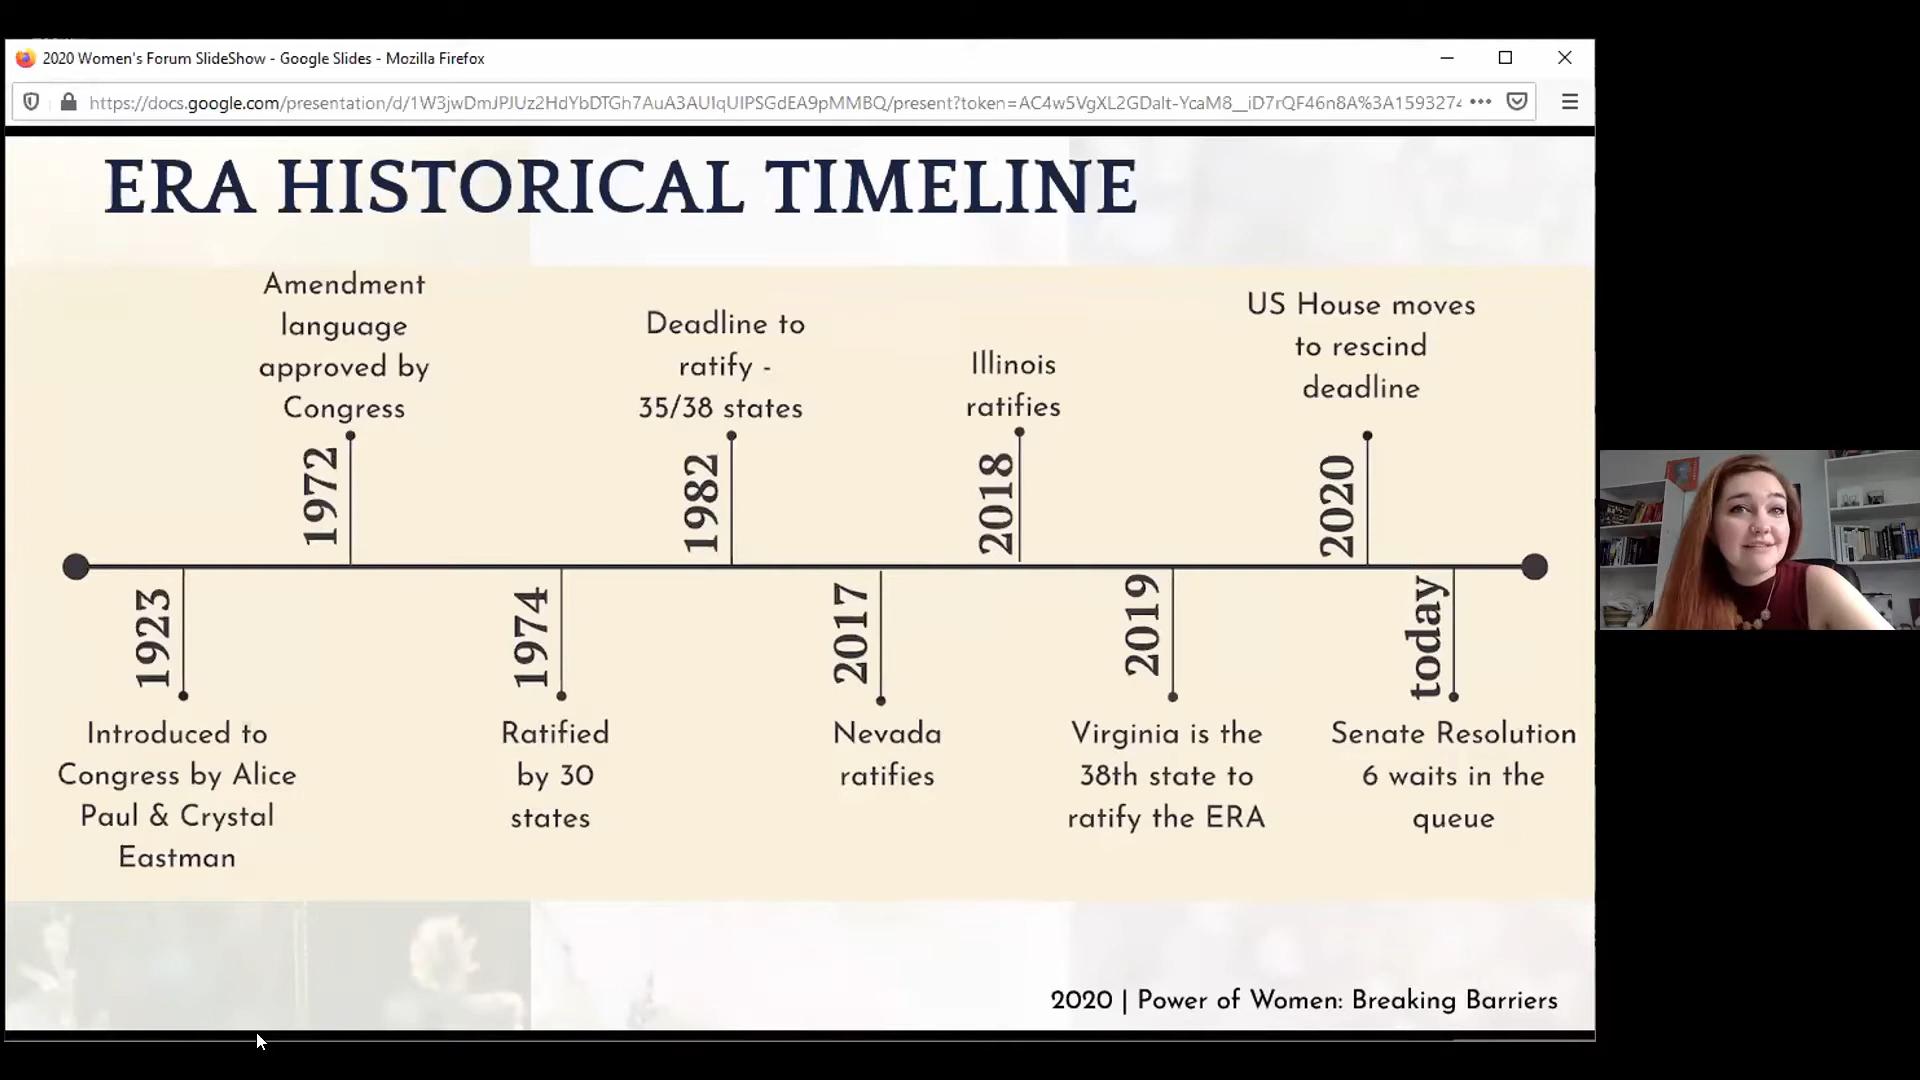 2020 Women's Forum SlideShow - Google Slides - Mozilla Firefox
https://docs.google.com/presentation/d/1W3jwDmJPJUz2HdYbDTGh7AuA3AUIqUIPSGdEA9pMMBQ/present?token=AC4w5VgXL2GDalt-YcaM8__iD7rQF46n8A%3A1593274
ERA HISTORICAL TIMELINE
Amendment
language
approved by
Congress
1972
Deadline to
ratify -
35/38 states
1982
Illinois
ratifies
2018
US House moves
to rescind
deadline
2020
1923
Introduced to
Congress by Alice
Paul & Crystal
Eastman
1974
Ratified
by 30
states
2017
Nevada
ratifies
2019
Virginia is the
38th state to
ratify the ERA
today
Senate Resolution
6 waits in the
queue
2020 | Power of Women: Breaking Barriers